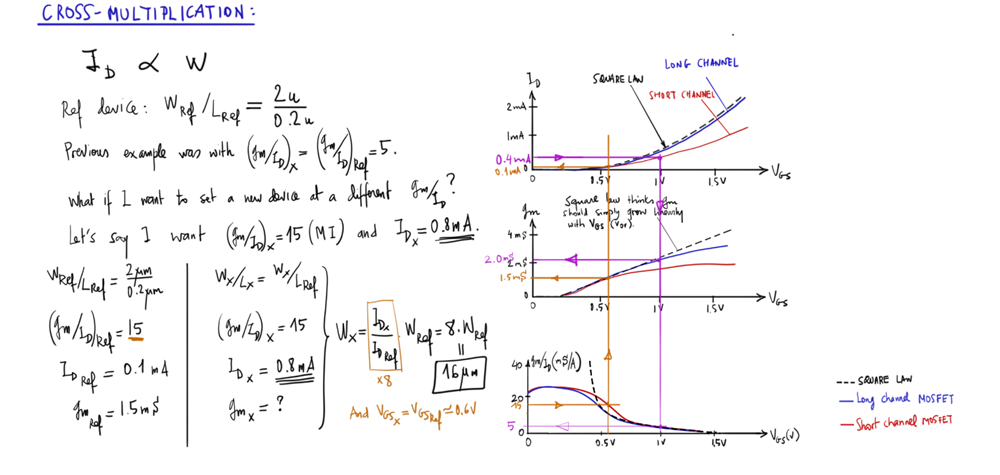 CROSS-MULTIPLICATION:
I_D ∝ W
Ref device: W_Ref/L_Ref = 2u/0.2u
Previous example was with (gm/I_D)_x = (gm/I_D)_Ref = 5.
What if I want to set a new device at a different gm/I_D?
Let's say I want (gm/I_D)_x = 15 (MI) and I_Dx = 0.8mA.
W_Ref/L_Ref = 2μm/0.2μm
(gm/I_D)_Ref = 15
I_D Ref = 0.1 mA
gm_Ref = 1.5mS
W_x/L_x = W_x/L_Ref
(gm/I_D)_x = 15
I_Dx = 0.8mA
gm_x = ?
W_x = I_Dx/I_D Ref W_Ref = 8. W_Ref
x8
=
16μm
And V_GSx = V_GSRef ≃ 0.6V
I_D
SQUARE LAW
LONG CHANNEL
SHORT CHANNEL
2mA
1mA
0.4mA
0.1mA
0
0
0.5V
1V
1.5V
V_GS
gm
Square law thinks gm
should simply grow linearly
with V_GS (V_OV).
4mS
2mS
2.0mS
1.5mS
0
0
0.5V
1V
1.5V
V_GS
gm/I_D (mS/A)
40
20
15
5
0
0
0.5V
1V
1.5V
V_GS(V)
SQUARE LAW
Long channel MOSFET
Short channel MOSFET